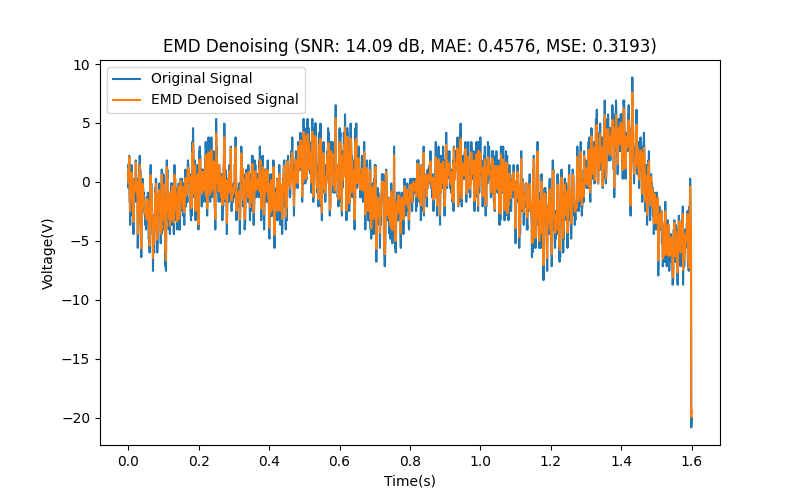 EMD Denoising (SNR: 14.09 dB, MAE: 0.4576, MSE: 0.3193)
Original Signal
EMD Denoised Signal
10
5
0
−5
−10
−15
−20
Voltage(V)
0.0 0.2 0.4 0.6 0.8 1.0 1.2 1.4 1.6
Time(s)